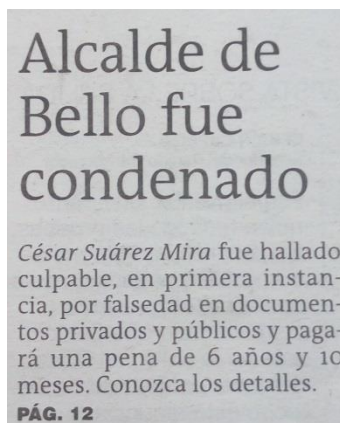 Alcalde de
Bello fue
condenado
César Suárez Mira fue hallado
culpable, en primera instan-
cia, por falsedad en documen-
tos privados y públicos y paga-
rá una pena de 6 años y 10
meses. Conozca los detalles.
PÁG. 12